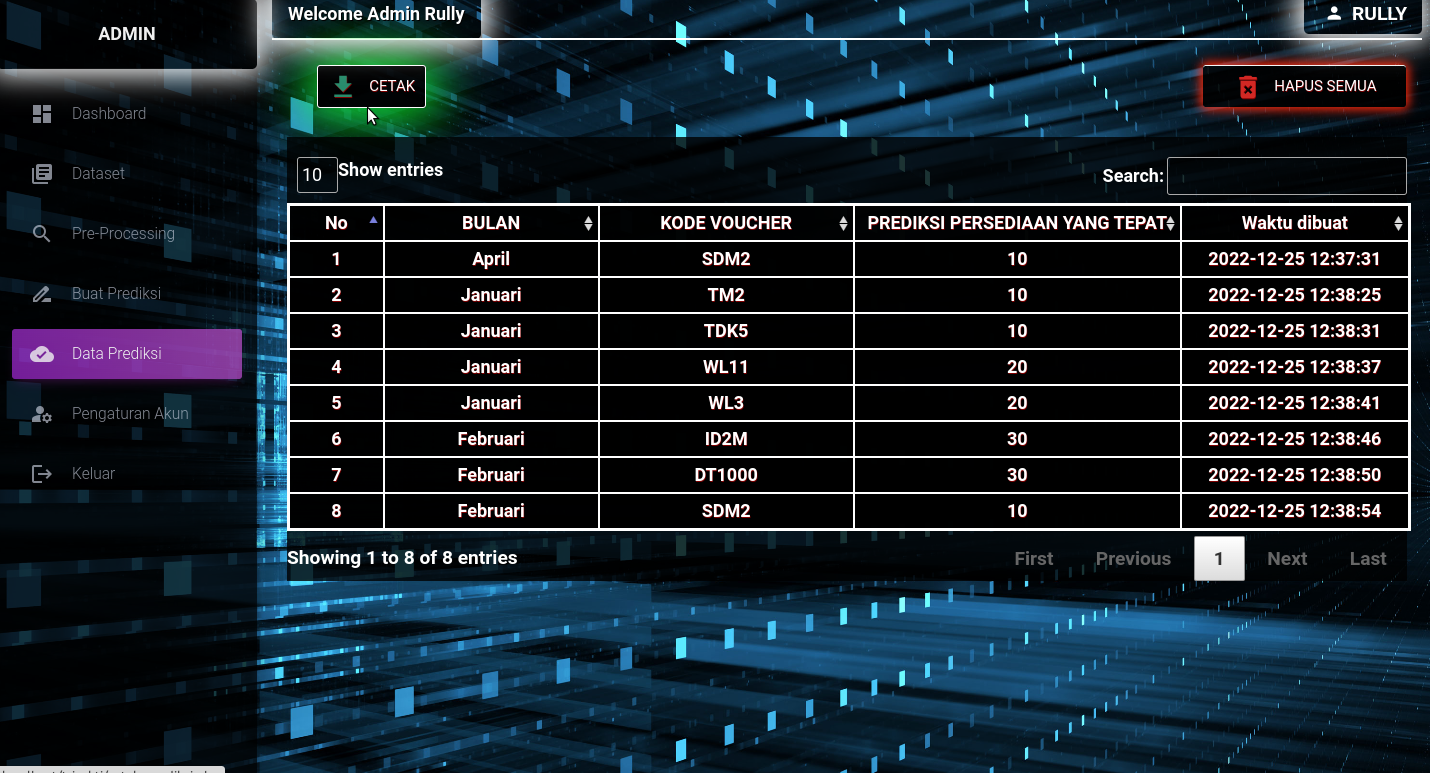 ADMIN
Dashboard
Dataset
Pre-Processing
Buat Prediksi
Data Prediksi
Pengaturan Akun
Keluar
Welcome Admin Rully
RULLY
CETAK
HAPUS SEMUA
10 Show entries
Search:
No BULAN KODE VOUCHER PREDIKSI PERSEDIAAN YANG TEPAT Waktu dibuat
1 April SDM2 10 2022-12-25 12:37:31
2 Januari TM2 10 2022-12-25 12:38:25
3 Januari TDK5 10 2022-12-25 12:38:31
4 Januari WL11 20 2022-12-25 12:38:37
5 Januari WL3 20 2022-12-25 12:38:41
6 Februari ID2M 30 2022-12-25 12:38:46
7 Februari DT1000 30 2022-12-25 12:38:50
8 Februari SDM2 10 2022-12-25 12:38:54
Showing 1 to 8 of 8 entries
First Previous 1 Next Last